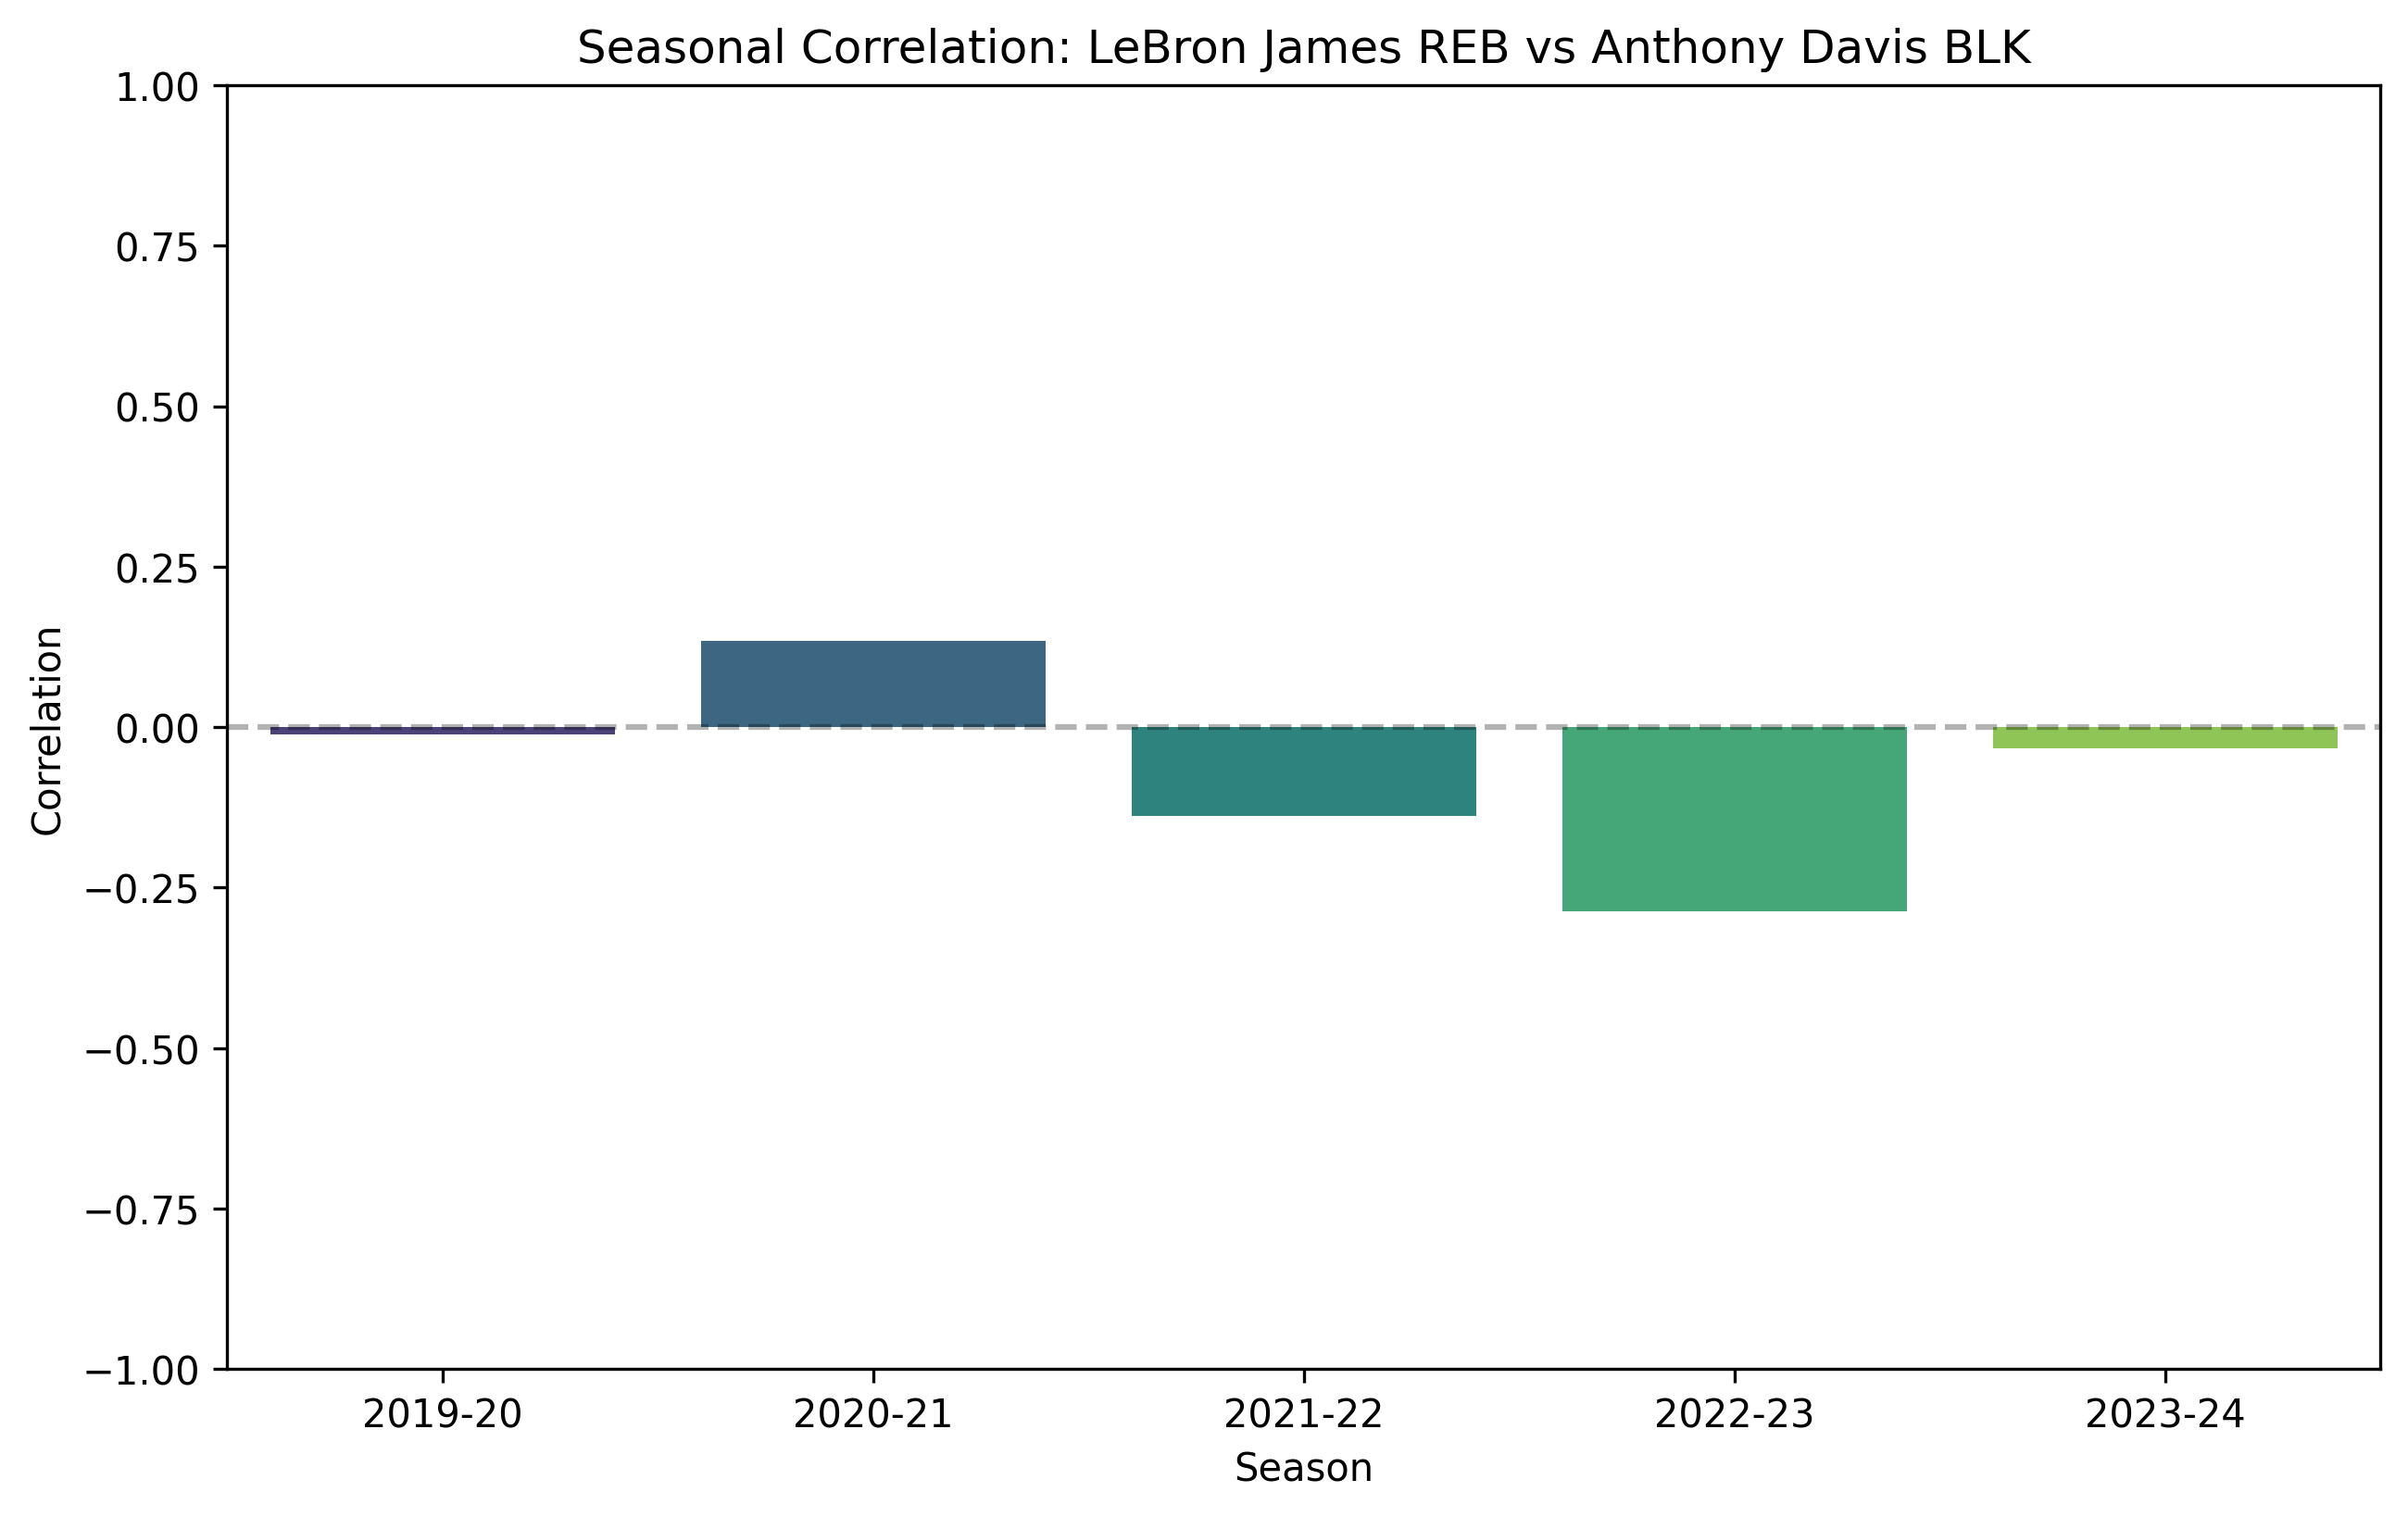 Seasonal Correlation: LeBron James REB vs Anthony Davis BLK
1.00
0.75
0.50
0.25
0.00
−0.25
−0.50
−0.75
−1.00
Correlation
2019-20 2020-21 2021-22 2022-23 2023-24
Season